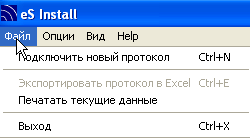 eS Install
Файл Опции Вид Help
Подключить новый протокол Ctrl+N
Экспортировать протокол в Excel Ctrl+E
Печатать текущие данные
Выход Ctrl+X